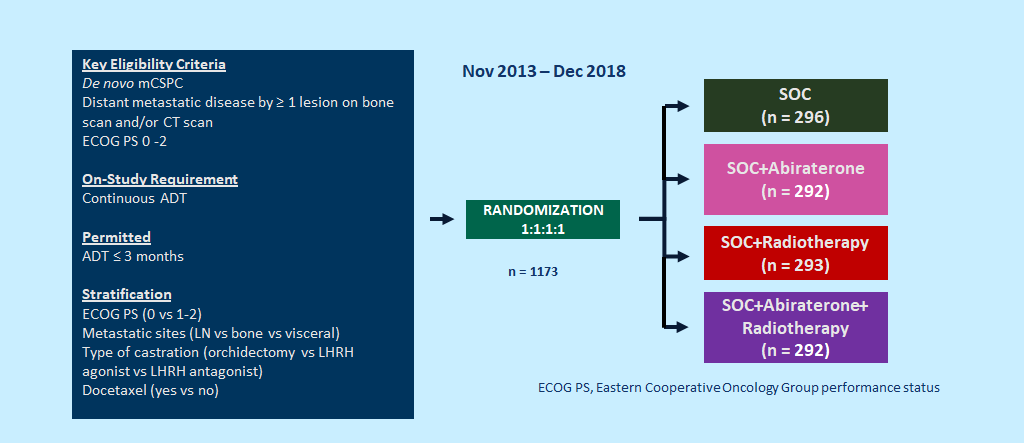 Key Eligibility Criteria
De novo mCSPC
Distant metastatic disease by ≥ 1 lesion on bone
scan and/or CT scan
ECOG PS 0 -2
On-Study Requirement
Continuous ADT
Permitted
ADT ≤ 3 months
Stratification
ECOG PS (0 vs 1-2)
Metastatic sites (LN vs bone vs visceral)
Type of castration (orchidectomy vs LHRH
agonist vs LHRH antagonist)
Docetaxel (yes vs no)
Nov 2013 – Dec 2018
RANDOMIZATION
1:1:1:1
n = 1173
SOC
(n = 296)
SOC+Abiraterone
(n = 292)
SOC+Radiotherapy
(n = 293)
SOC+Abiraterone+
Radiotherapy
(n = 292)
ECOG PS, Eastern Cooperative Oncology Group performance status